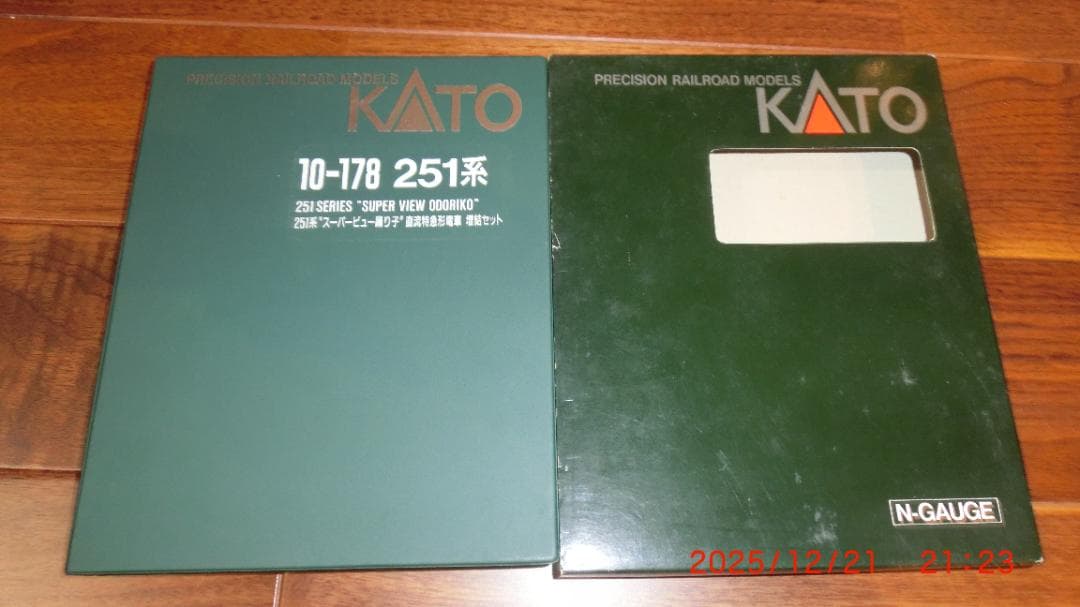 PRECISION RAILROAD MODELS
KATO
10-178 251系
251 SERIES "SUPER VIEW ODORIKO"
251系"スーパービュー踊り子" 直流特急形電車 増結セット
PRECISION RAILROAD MODELS
KATO
N-GAUGE
2025/12/21 21:23